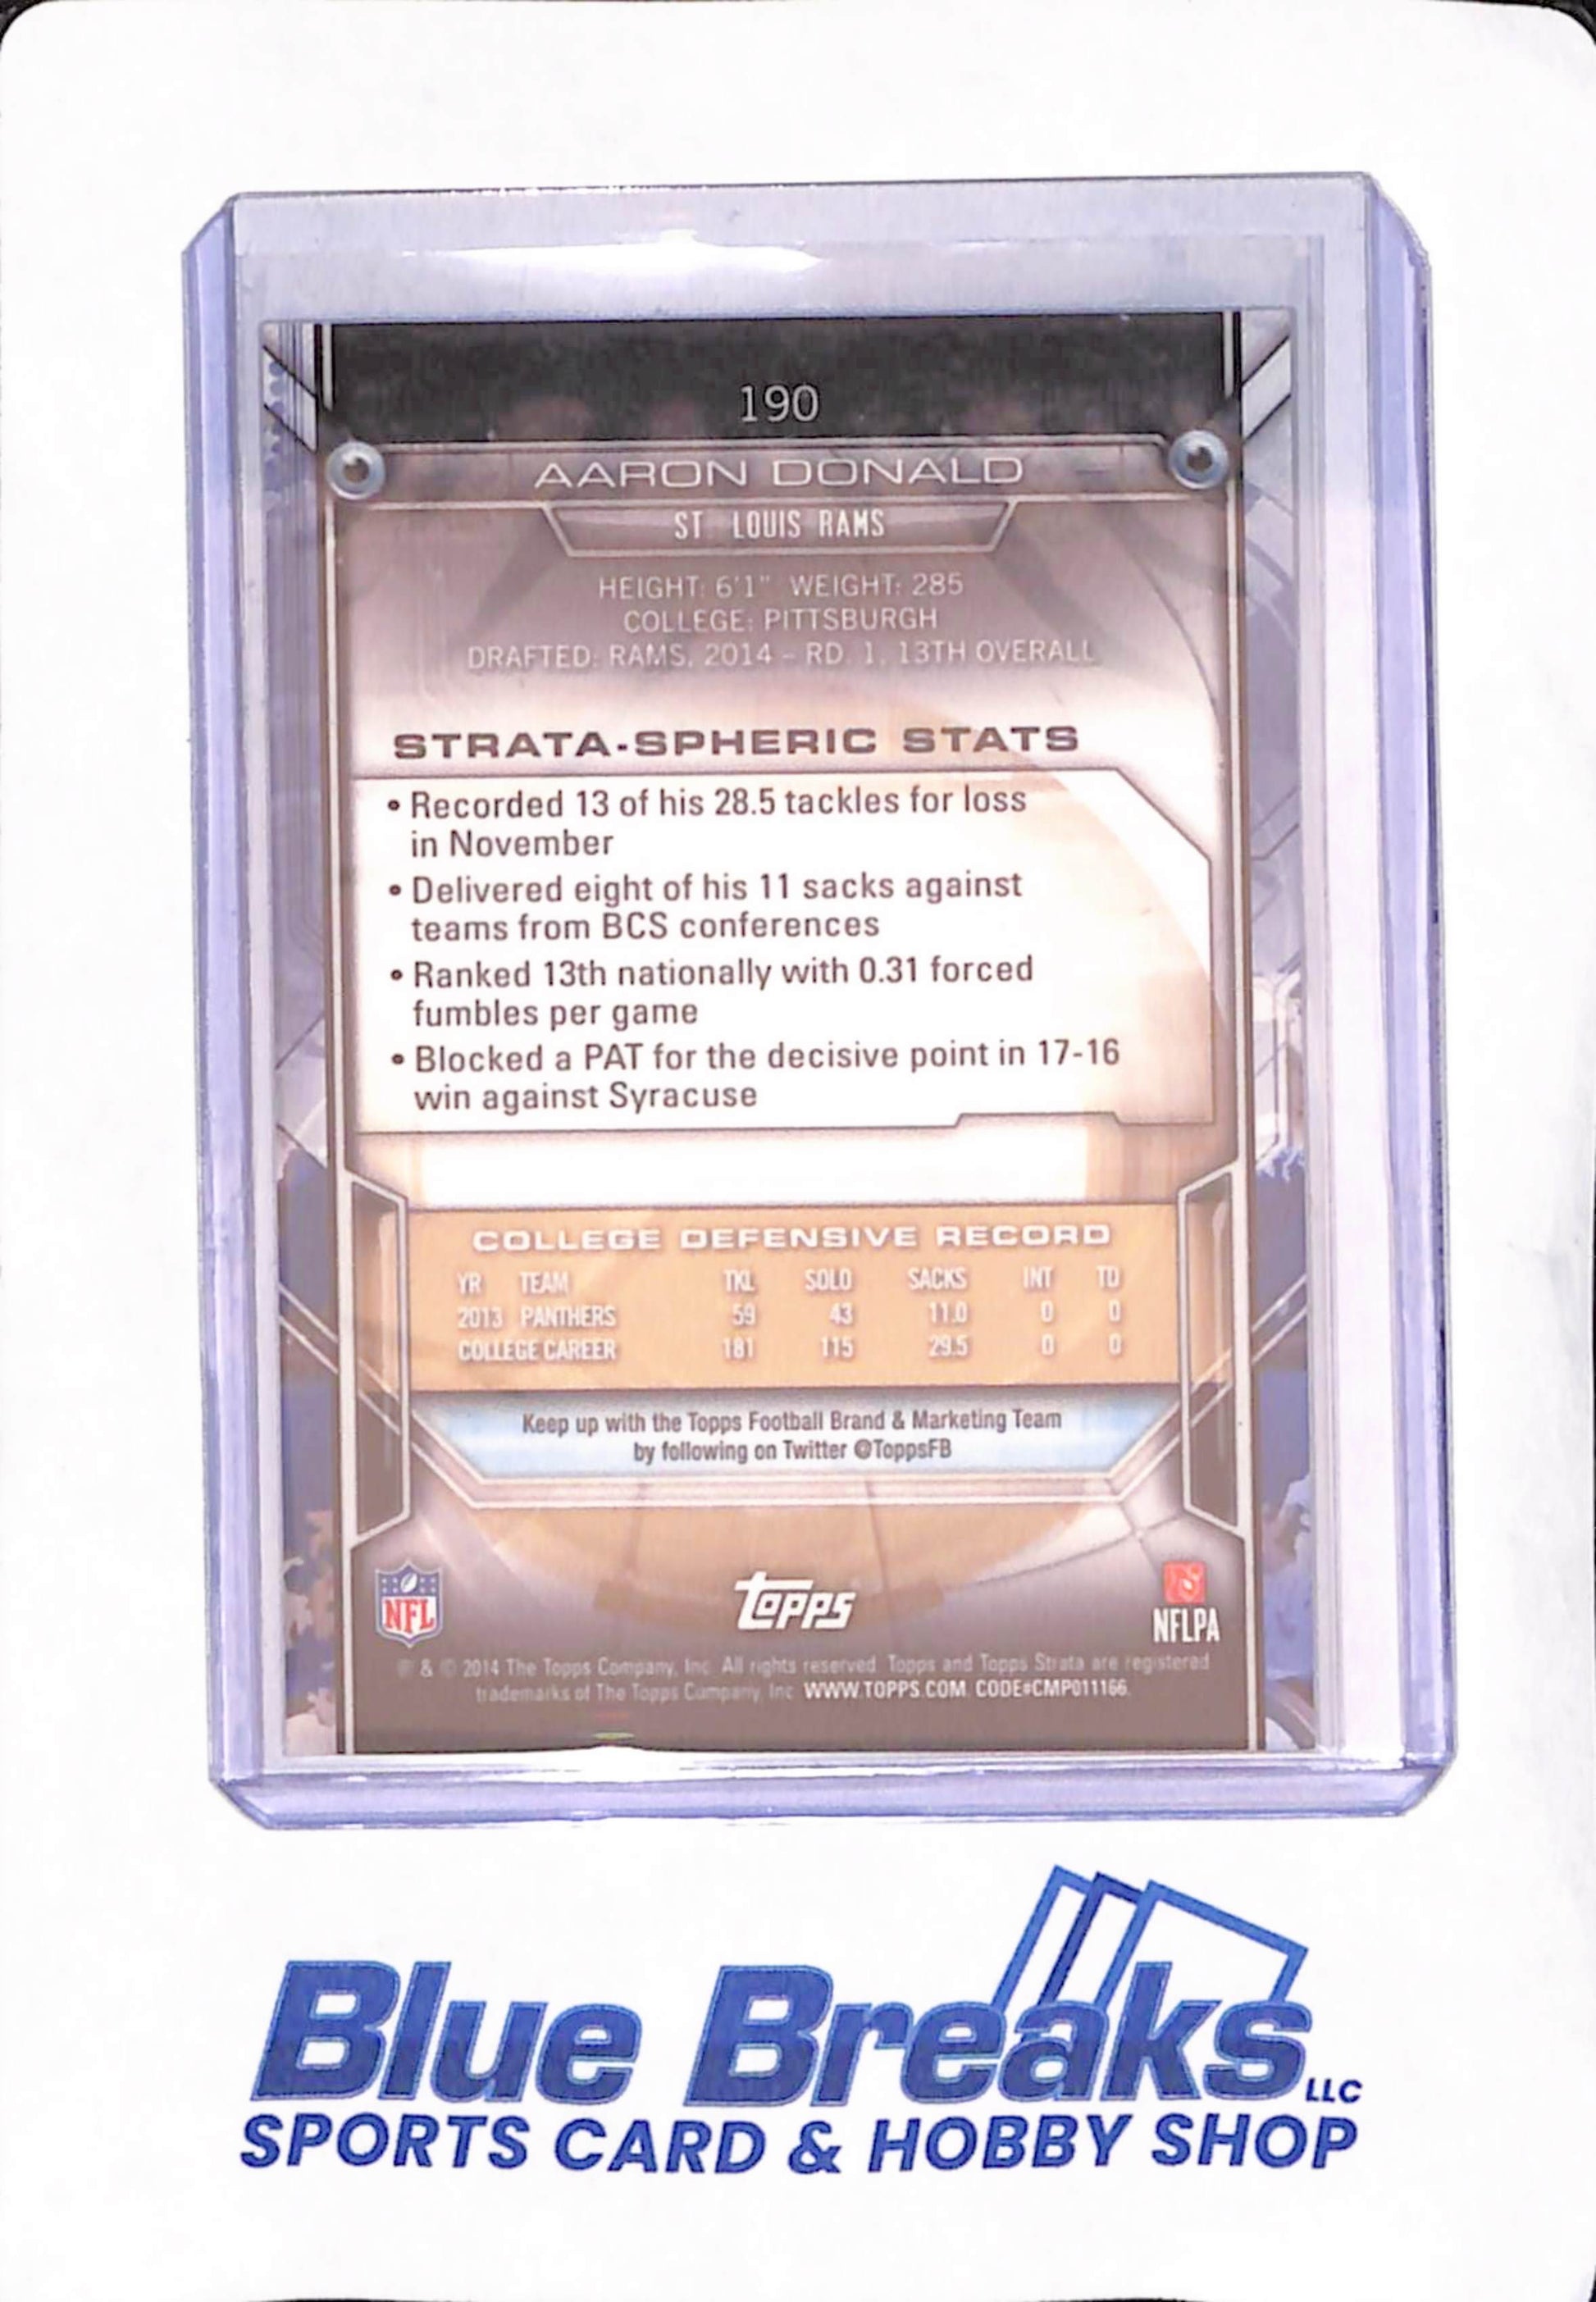 190
AARON DONALD
ST. LOUIS RAMS
HEIGHT: 6'1" WEIGHT: 285
COLLEGE: PITTSBURGH
DRAFTED: RAMS, 2014 – RD. 1, 13TH OVERALL
STRATA-SPHERIC STATS
• Recorded 13 of his 28.5 tackles for loss
in November
• Delivered eight of his 11 sacks against
teams from BCS conferences
• Ranked 13th nationally with 0.31 forced
fumbles per game
• Blocked a PAT for the decisive point in 17-16
win against Syracuse
COLLEGE DEFENSIVE RECORD
YR TEAM TKL SOLO SACKS INT TD
2013 PANTHERS 59 43 11.0 0 0
COLLEGE CAREER 181 115 29.5 0 0
Keep up with the Topps Football Brand & Marketing Team
by following on Twitter @ToppsFB
NFL
topps
NFLPA
® & © 2014 The Topps Company, Inc. All rights reserved. Topps and Topps Strata are registered
trademarks of The Topps Company, Inc. WWW.TOPPS.COM. CODE#CMP011166.
Blue Breaks LLC
SPORTS CARD & HOBBY SHOP